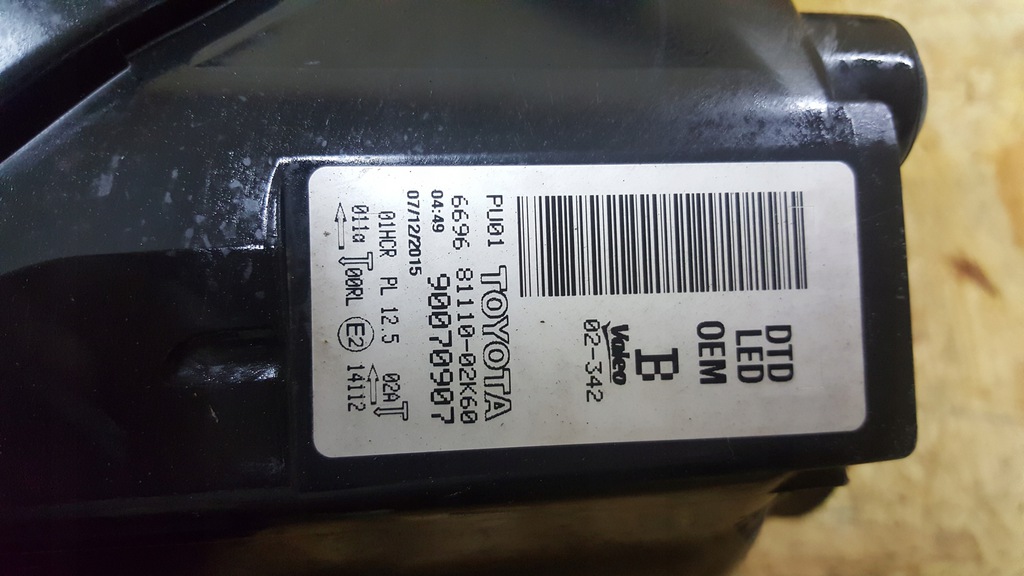 DTD
LED
OEM
B
Valeo
02-342
PU01 TOYOTA
6696 81110-02K60
04:49 90070907
07/12/2015
01HCR PL 12.5 02A
011a 00RL E2 14112